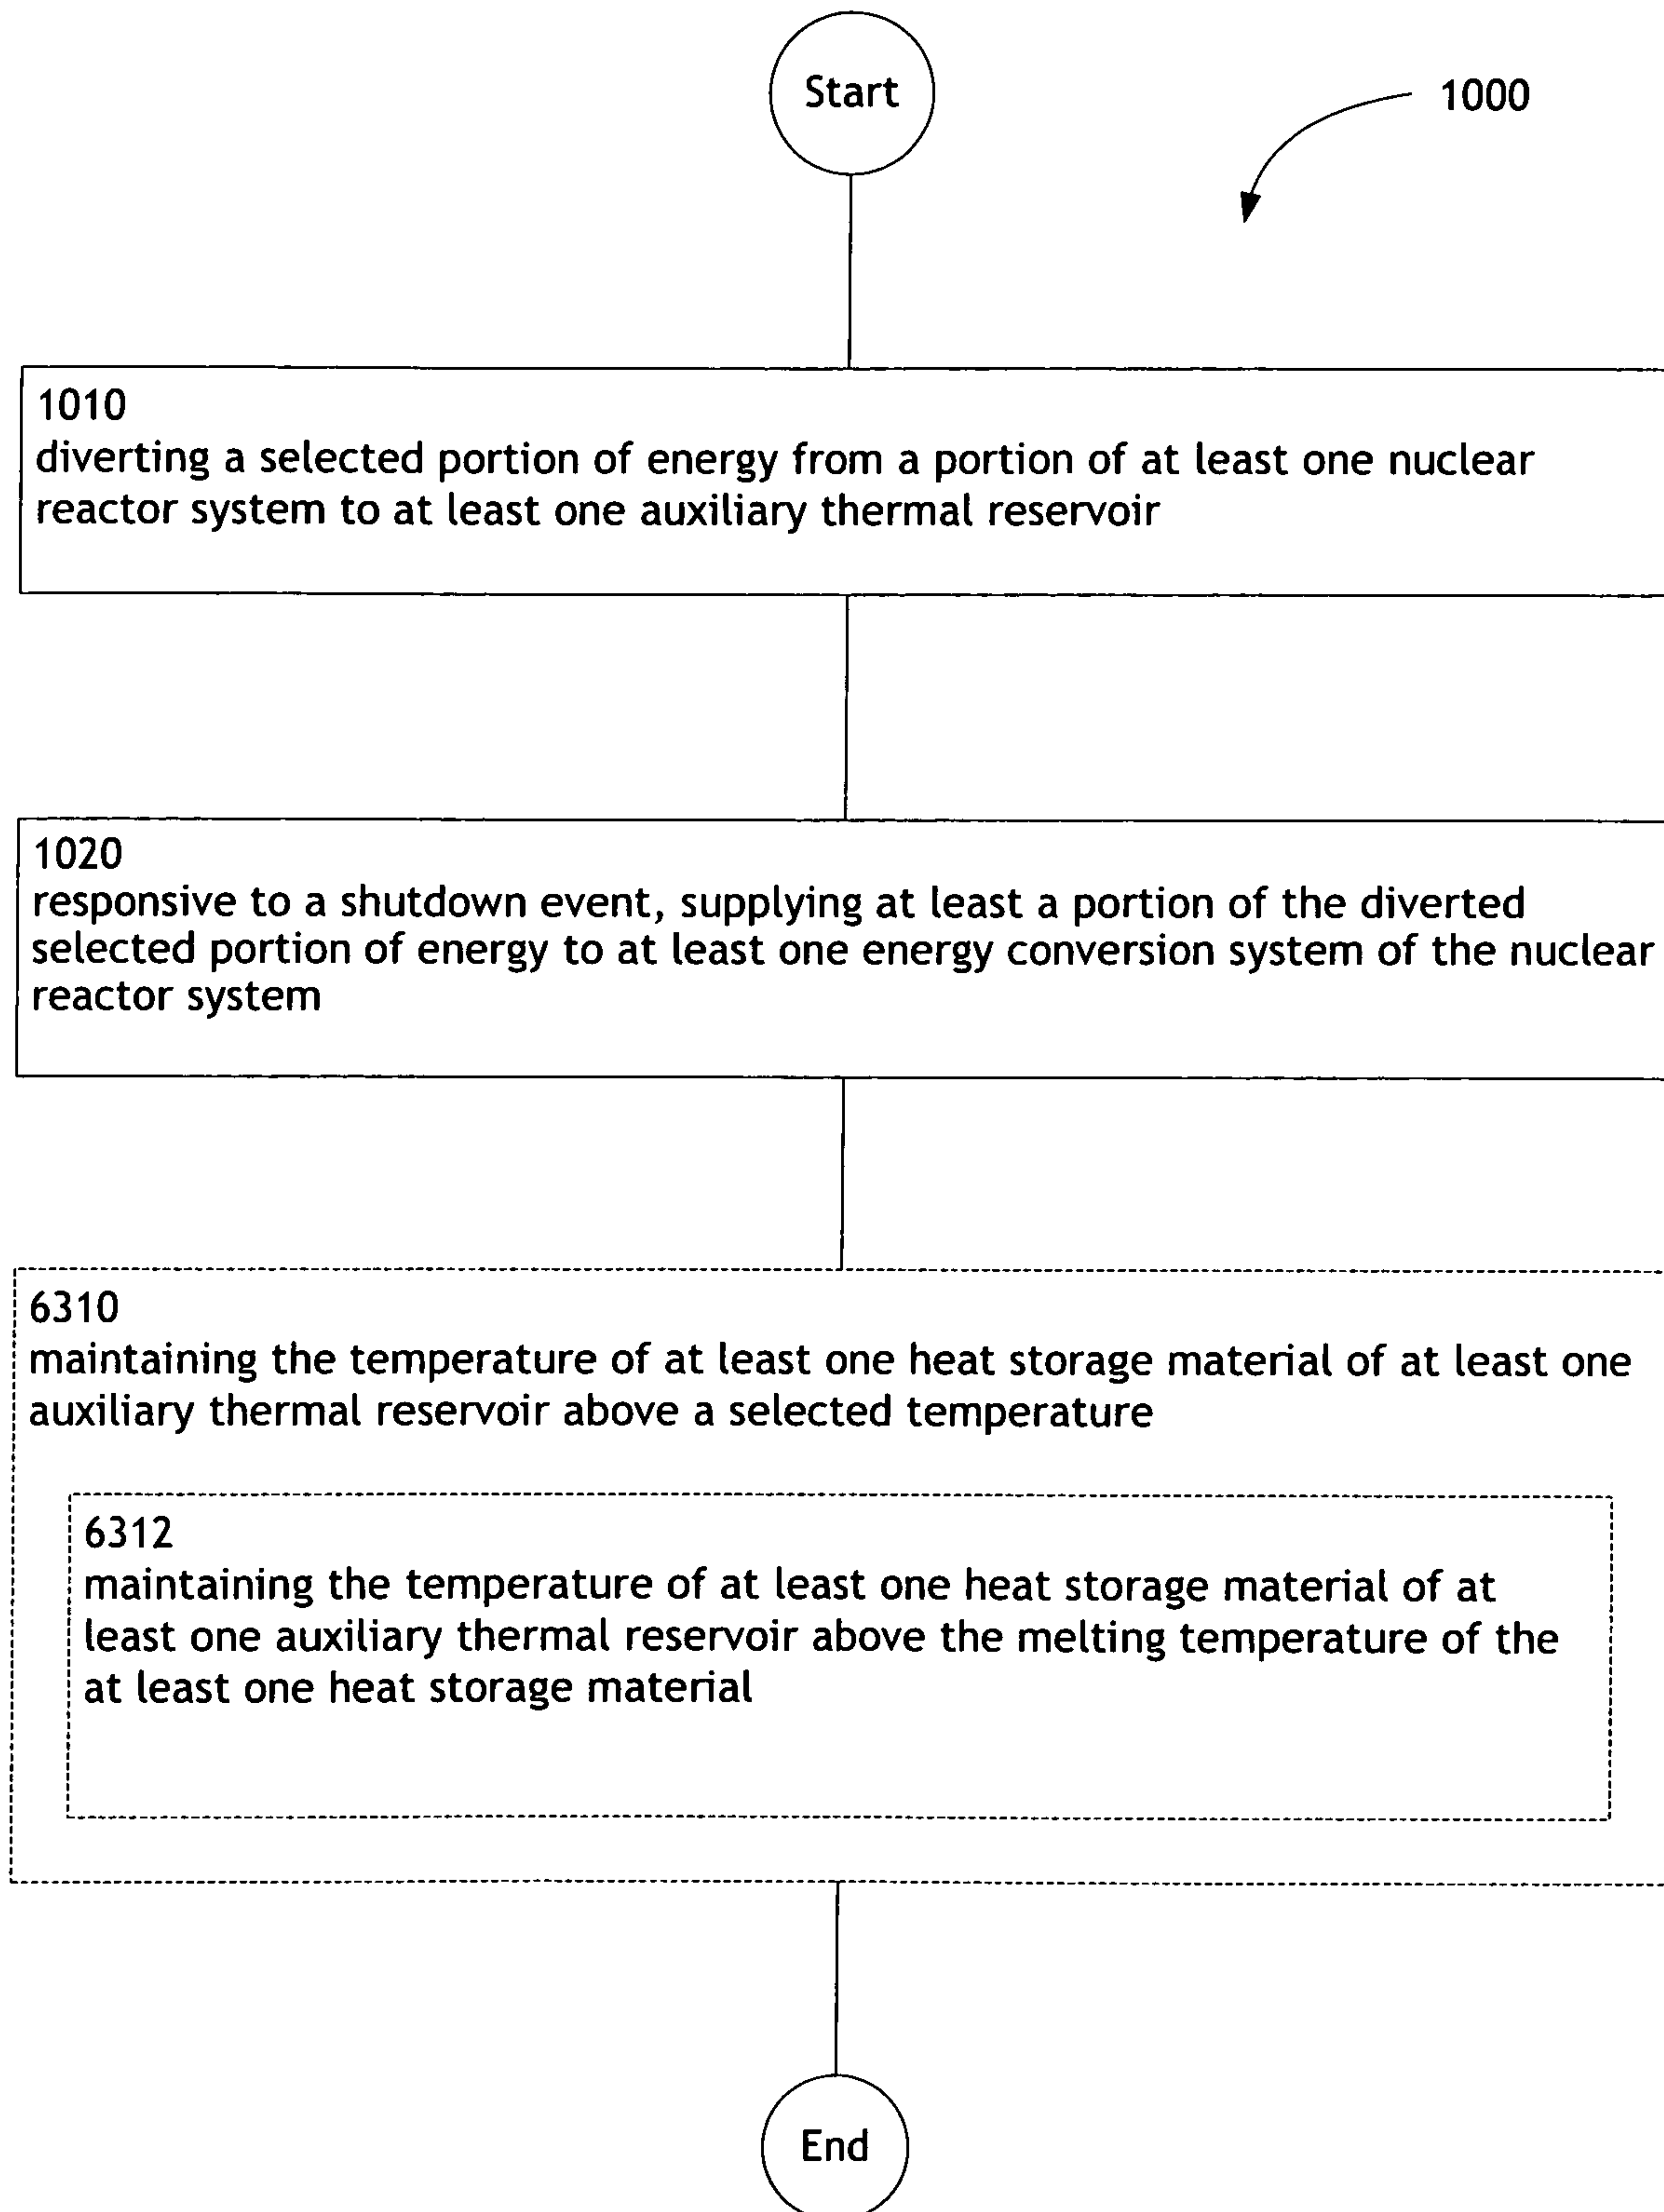 Start
1000
1010
diverting a selected portion of energy from a portion of at least one nuclear
reactor system to at least one auxiliary thermal reservoir
1020
responsive to a shutdown event, supplying at least a portion of the diverted
selected portion of energy to at least one energy conversion system of the nuclear
reactor system
6310
maintaining the temperature of at least one heat storage material of at least one
auxiliary thermal reservoir above a selected temperature
6312
maintaining the temperature of at least one heat storage material of at
least one auxiliary thermal reservoir above the melting temperature of the
at least one heat storage material
End